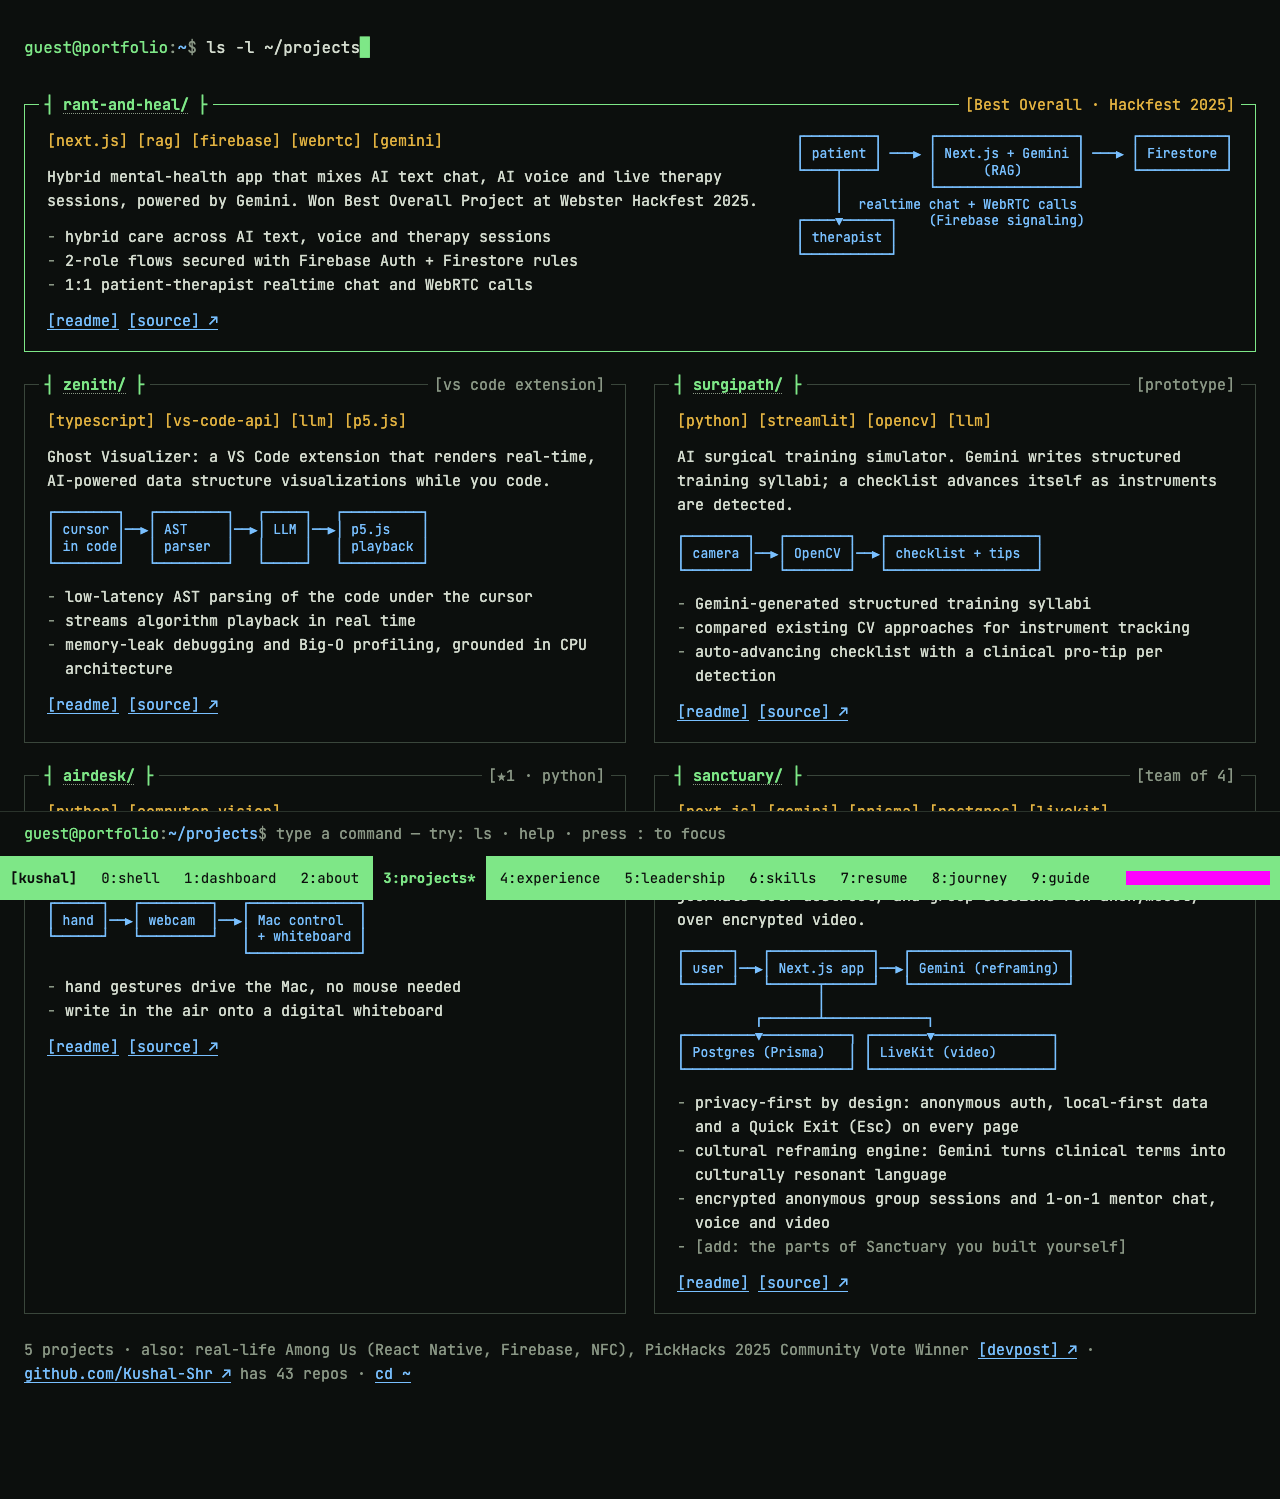 guest@portfolio:~$ ls -l ~/projects
rant-and-heal/ [Best Overall · Hackfest 2025]
[next.js] [rag] [firebase] [webrtc] [gemini]
Hybrid mental-health app that mixes AI text chat, AI voice and live therapy
sessions, powered by Gemini. Won Best Overall Project at Webster Hackfest 2025.
- hybrid care across AI text, voice and therapy sessions
- 2-role flows secured with Firebase Auth + Firestore rules
- 1:1 patient-therapist realtime chat and WebRTC calls
[readme] [source] ↗
patient Next.js + Gemini Firestore
(RAG)
realtime chat + WebRTC calls
(Firebase signaling)
therapist
zenith/ [vs code extension]
[typescript] [vs-code-api] [llm] [p5.js]
Ghost Visualizer: a VS Code extension that renders real-time,
AI-powered data structure visualizations while you code.
cursor AST LLM p5.js
in code parser playback
- low-latency AST parsing of the code under the cursor
- streams algorithm playback in real time
- memory-leak debugging and Big-O profiling, grounded in CPU
architecture
[readme] [source] ↗
surgipath/ [prototype]
[python] [streamlit] [opencv] [llm]
AI surgical training simulator. Gemini writes structured
training syllabi; a checklist advances itself as instruments
are detected.
camera OpenCV checklist + tips
- Gemini-generated structured training syllabi
- compared existing CV approaches for instrument tracking
- auto-advancing checklist with a clinical pro-tip per
detection
[readme] [source] ↗
airdesk/ [★1 · python]
[python] [computer-vision]
sanctuary/ [team of 4]
[next.js] [gemini] [prisma] [postgres] [livekit]
guest@portfolio:~/projects$ type a command — try: ls · help · press : to focus
[kushal] 0:shell 1:dashboard 2:about 3:projects* 4:experience 5:leadership 6:skills 7:resume 8:journey 9:guide
hand webcam Mac control
+ whiteboard
- hand gestures drive the Mac, no mouse needed
- write in the air onto a digital whiteboard
[readme] [source] ↗
over encrypted video.
user Next.js app Gemini (reframing)
Postgres (Prisma) LiveKit (video)
- privacy-first by design: anonymous auth, local-first data
and a Quick Exit (Esc) on every page
- cultural reframing engine: Gemini turns clinical terms into
culturally resonant language
- encrypted anonymous group sessions and 1-on-1 mentor chat,
voice and video
- [add: the parts of Sanctuary you built yourself]
[readme] [source] ↗
5 projects · also: real-life Among Us (React Native, Firebase, NFC), PickHacks 2025 Community Vote Winner [devpost] ↗ ·
github.com/Kushal-Shr ↗ has 43 repos · cd ~